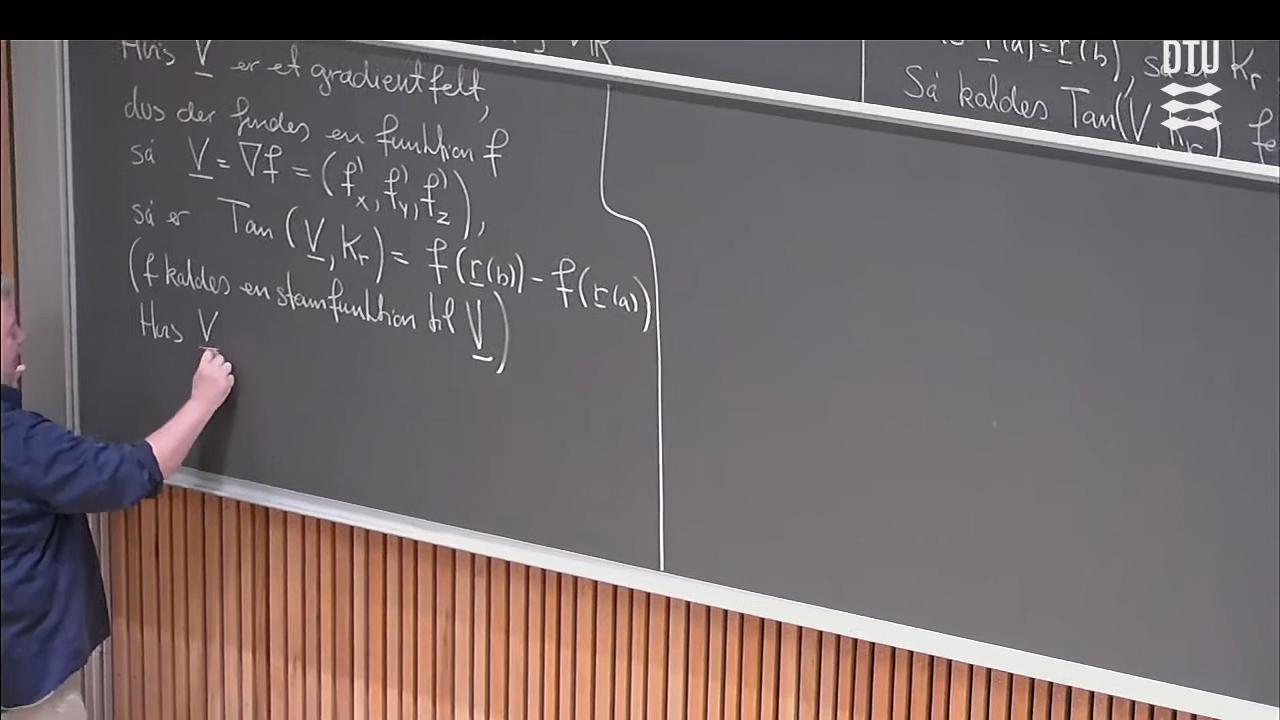 Hvis V er et gradientfelt,
dvs der findes en funktion f
så V = ∇f = (f'x, f'y, f'z),
så er Tan(V, Kr) = f(r(b)) - f(r(a))
(f kaldes en stamfunktion til V)
Hvis V
r(a) = r(b), så
Kr
Så kaldes Tan(V, Kr)
DTU